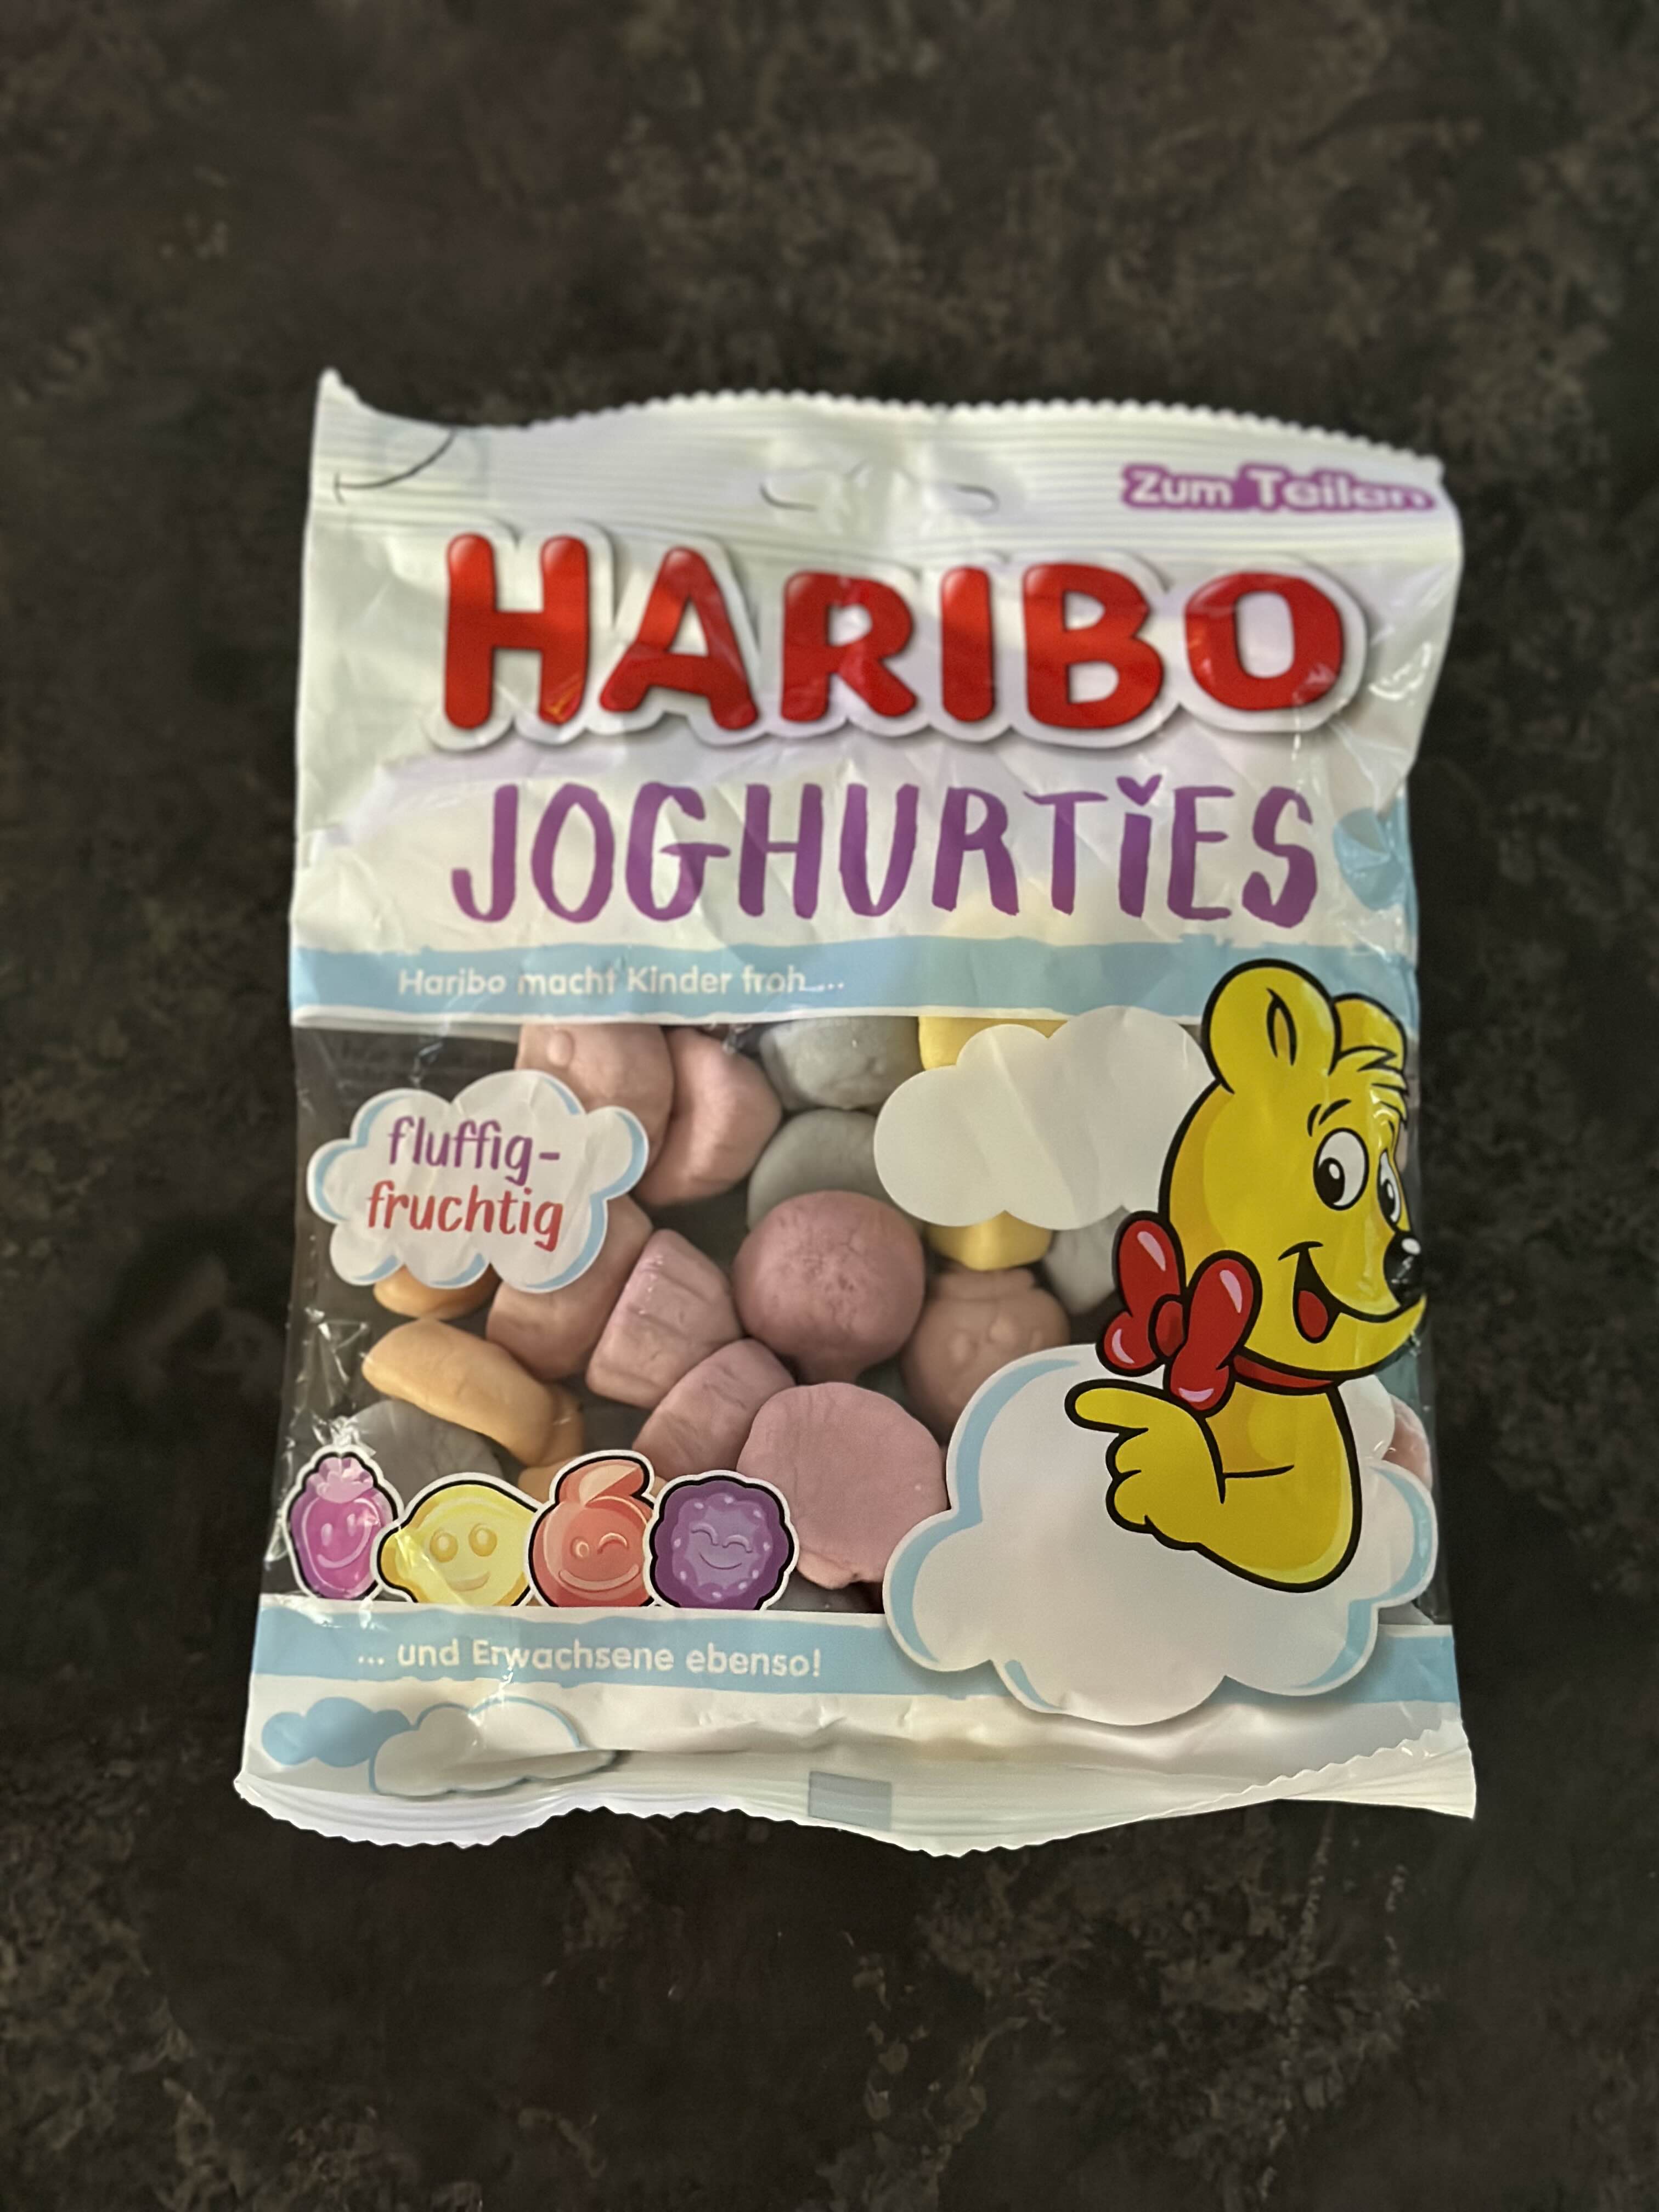 Zum Teilen
HARIBO
JOGHURTiES
Haribo macht Kinder froh...
fluffig-
fruchtig
... und Erwachsene ebenso!